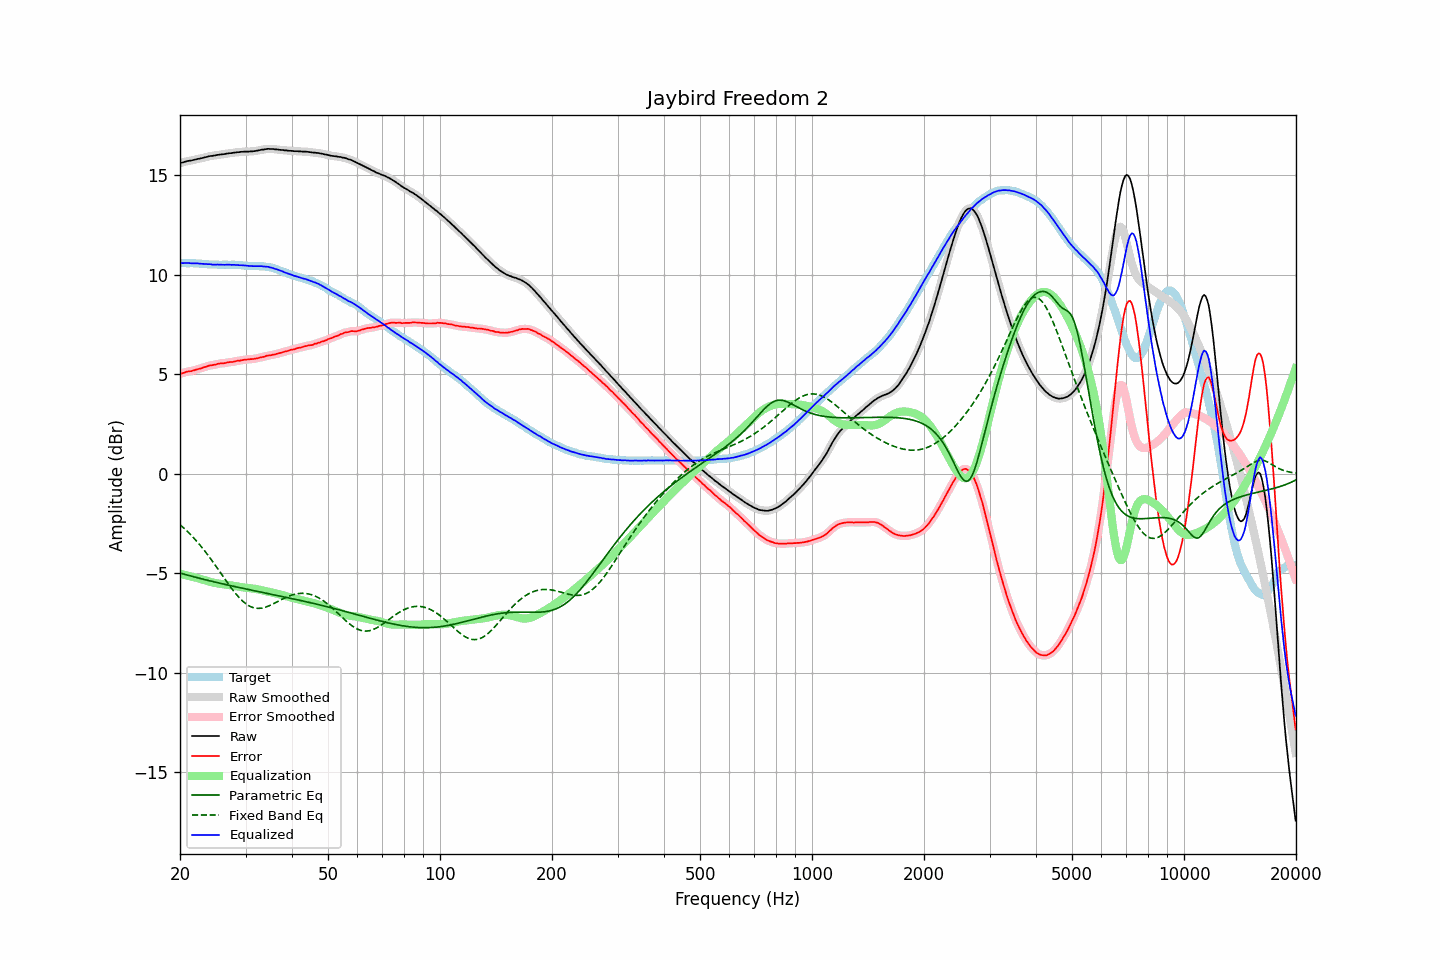 Jaybird Freedom 2
15
10
5
0
−5
−10
−15
Amplitude (dBr)
Target
Raw Smoothed
Error Smoothed
Raw
Error
Equalization
Parametric Eq
Fixed Band Eq
Equalized
20 50 100 200 500 1000 2000 5000 10000 20000
Frequency (Hz)